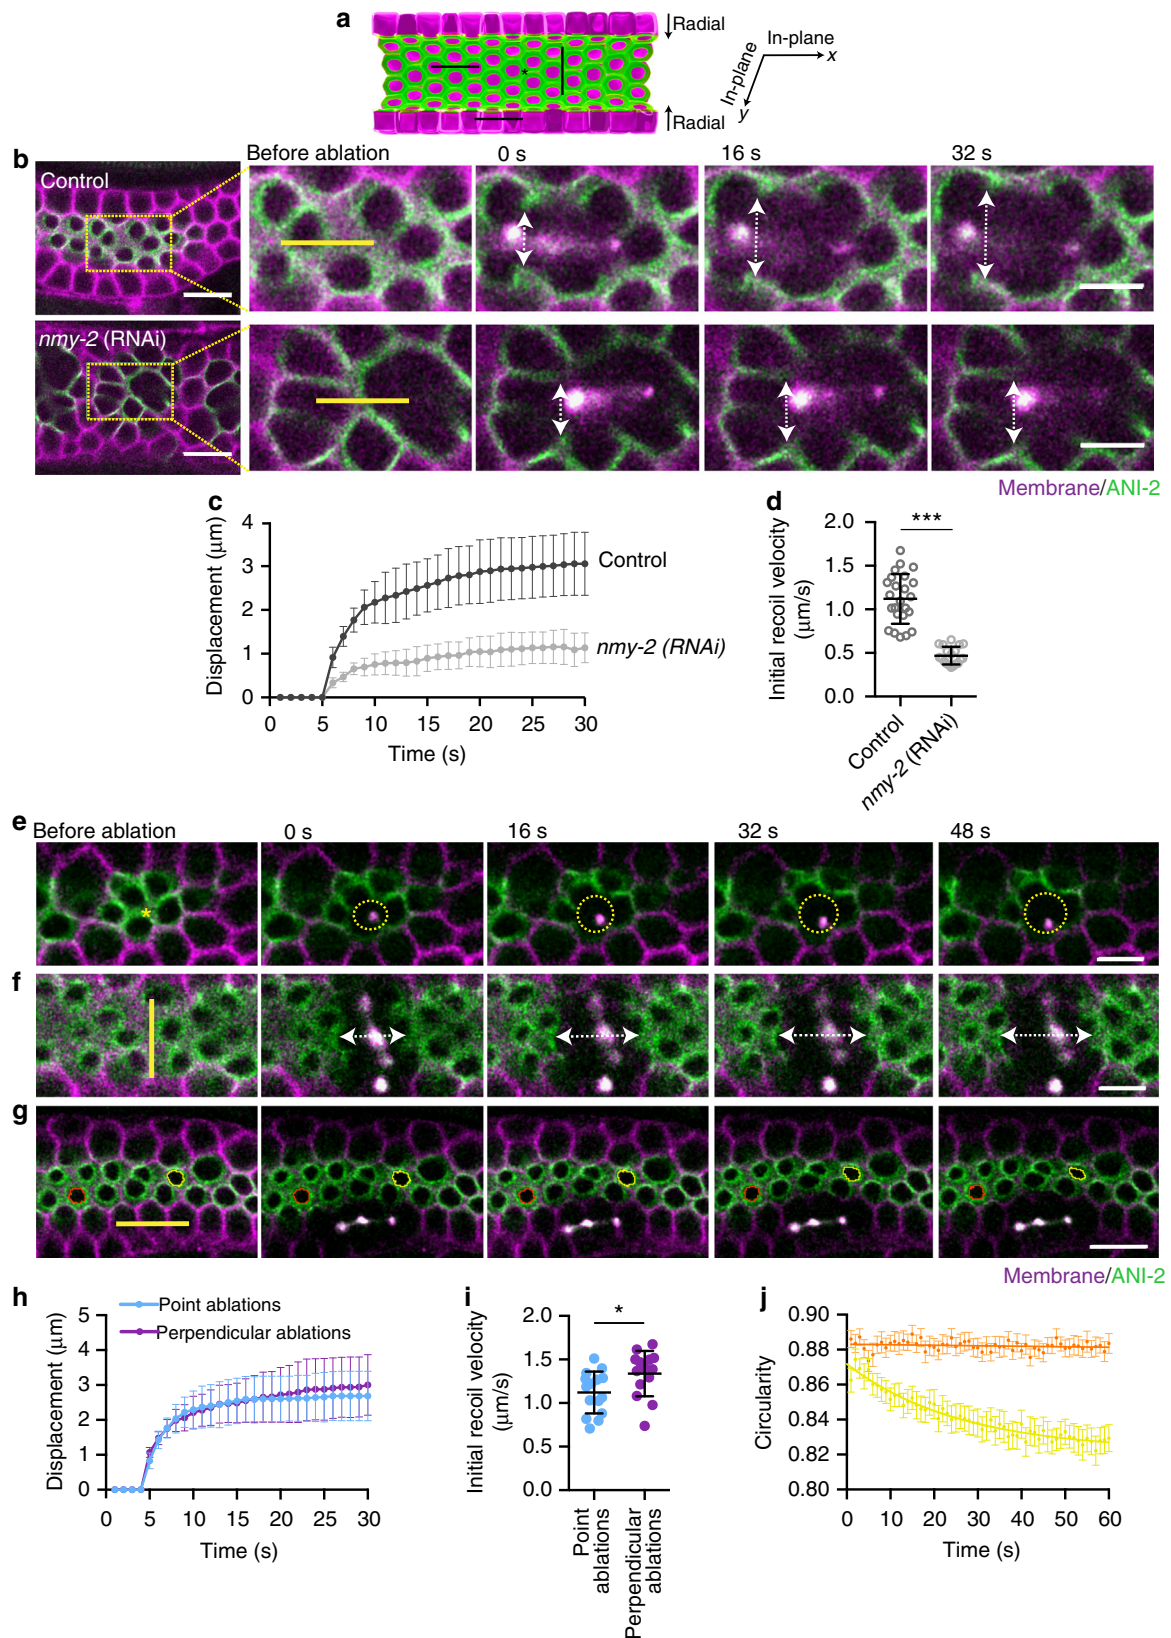 a
Radial
In-plane
x
In-plane
y
*
Radial
b
Before ablation
0 s
16 s
32 s
Control
nmy-2 (RNAi)
Membrane/ANI-2
c
Displacement (μm)
4
3
2
1
0
Control
nmy-2 (RNAi)
0 5 10 15 20 25 30
Time (s)
d
Initial recoil velocity
(μm/s)
2.0
1.5
1.0
0.5
0.0
***
Control
nmy-2 (RNAi)
e
Before ablation
0 s
16 s
32 s
48 s
*
f
g
Membrane/ANI-2
h
Point ablations
Perpendicular ablations
Displacement (μm)
5
4
3
2
1
0
0 5 10 15 20 25 30
Time (s)
i
Initial recoil velocity
(μm/s)
2.0
1.5
1.0
0.5
0.0
*
Point
ablations
Perpendicular
ablations
j
Circularity
0.90
0.88
0.86
0.84
0.82
0.80
0 10 20 30 40 50 60
Time (s)